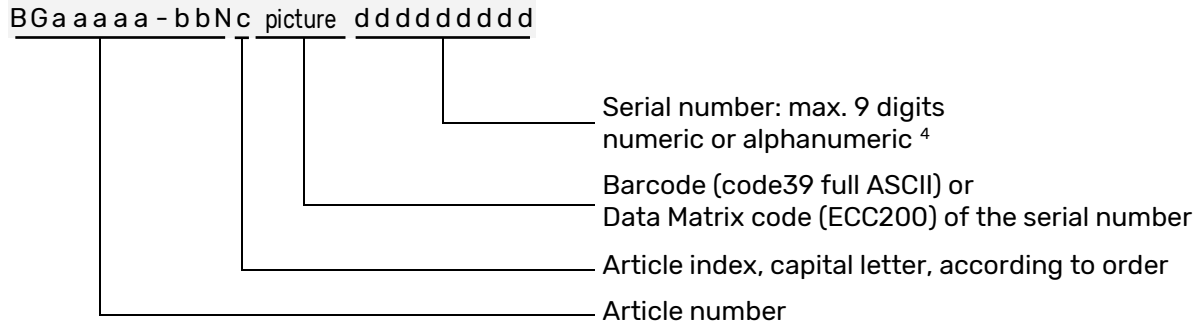 BGaaaaa-bbNc picture ddddddddd
Serial number: max. 9 digits
numeric or alphanumeric 4
Barcode (code39 full ASCII) or
Data Matrix code (ECC200) of the serial number
Article index, capital letter, according to order
Article number